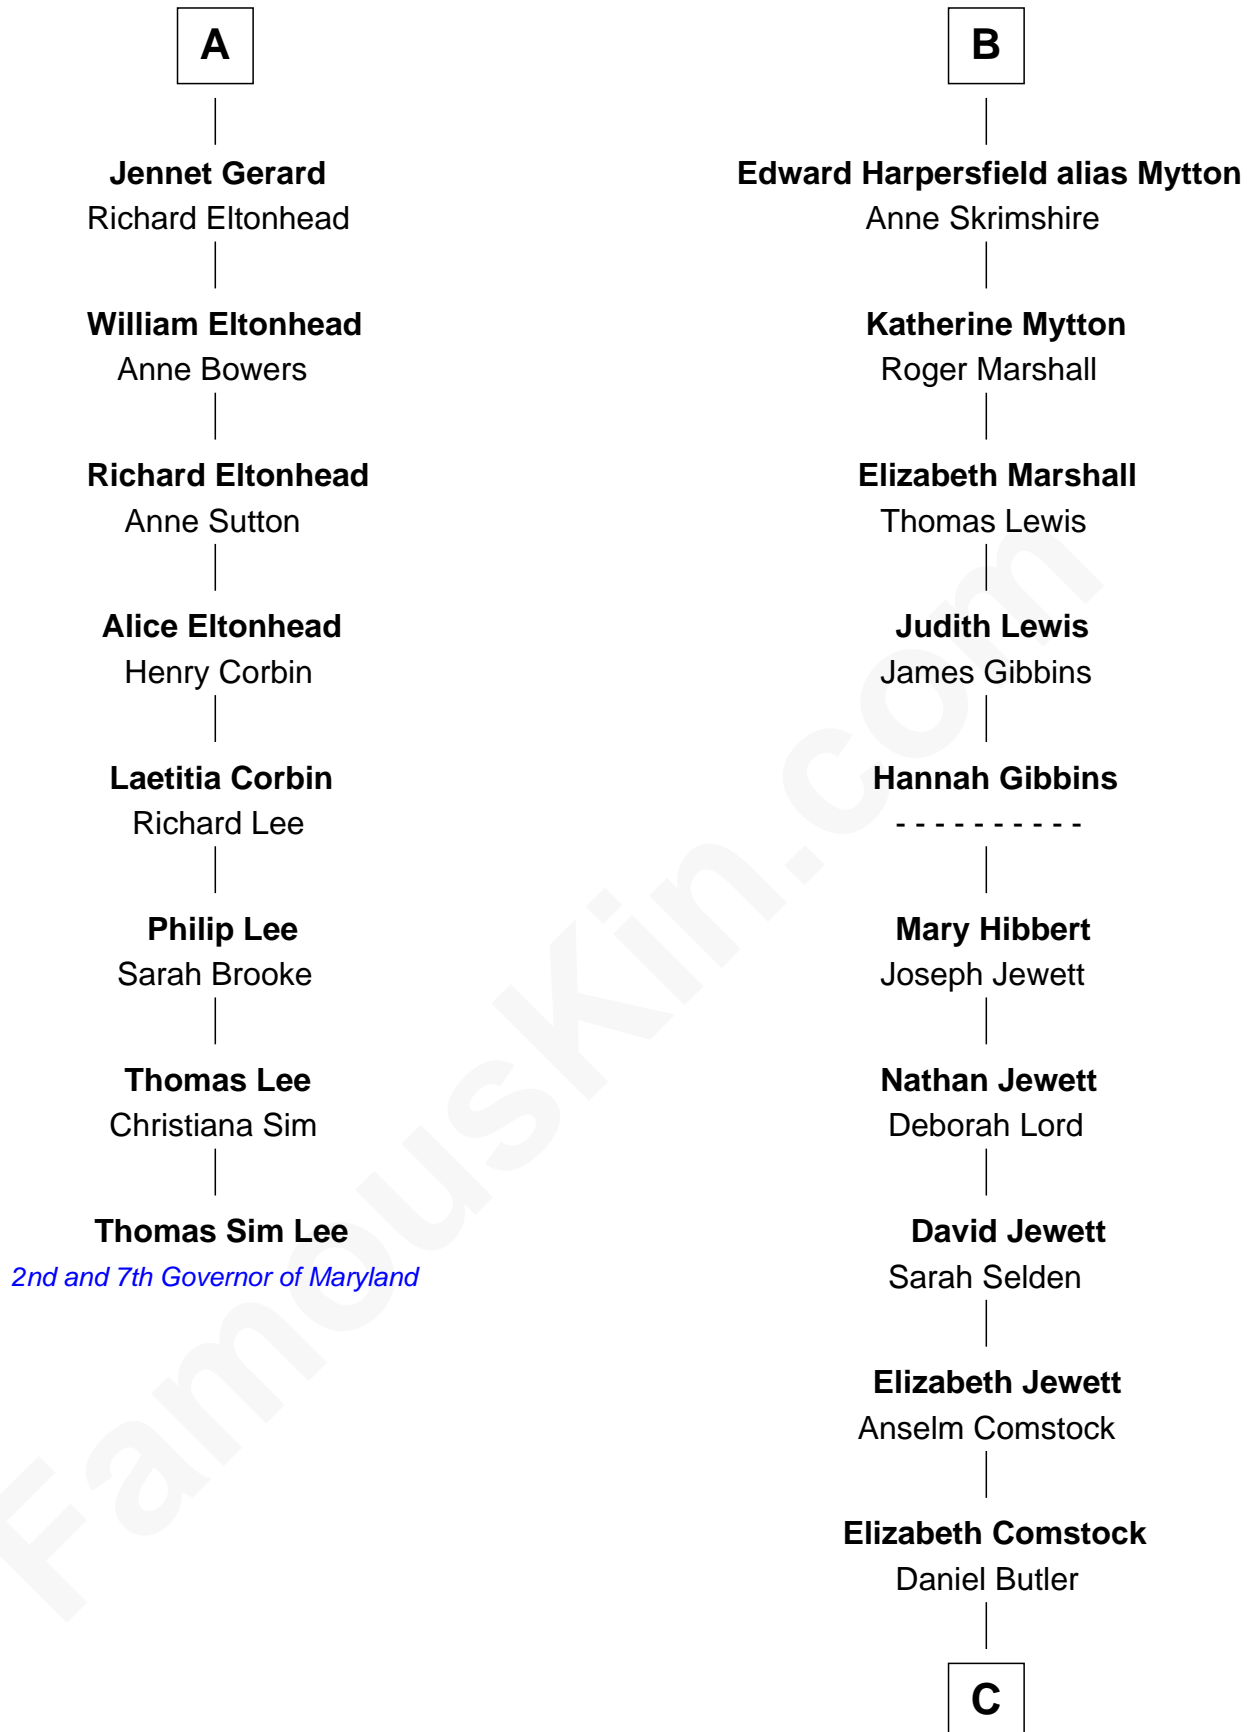 A
Jennet Gerard
Richard Eltonhead
William Eltonhead
Anne Bowers
Richard Eltonhead
Anne Sutton
Alice Eltonhead
Henry Corbin
Laetitia Corbin
Richard Lee
Philip Lee
Sarah Brooke
Thomas Lee
Christiana Sim
Thomas Sim Lee
2nd and 7th Governor of Maryland
B
Edward Harpersfield alias Mytton
Anne Skrimshire
Katherine Mytton
Roger Marshall
Elizabeth Marshall
Thomas Lewis
Judith Lewis
James Gibbins
Hannah Gibbins
- - - - - - - - - -
Mary Hibbert
Joseph Jewett
Nathan Jewett
Deborah Lord
David Jewett
Sarah Selden
Elizabeth Jewett
Anselm Comstock
Elizabeth Comstock
Daniel Butler
C
FamousKin.com